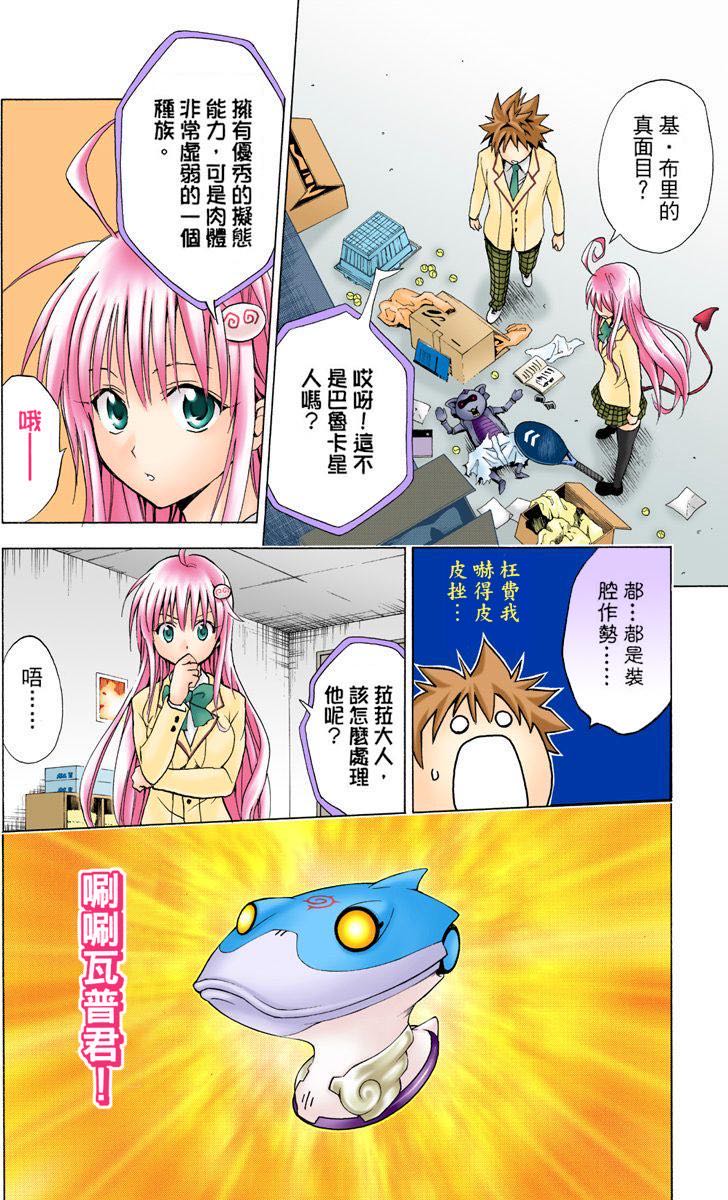 基・布里的
真面目？
哎呀！這不
是巴魯卡星
人嗎？
擁有優秀的擬態
能力，可是肉體
非常虛弱的一個
種族。
哦——
都…都是裝
腔作勢……
枉費我
嚇得皮
皮挫…
菈菈大人，
該怎麼處理
他呢？
唔……
唰唰瓦普君！